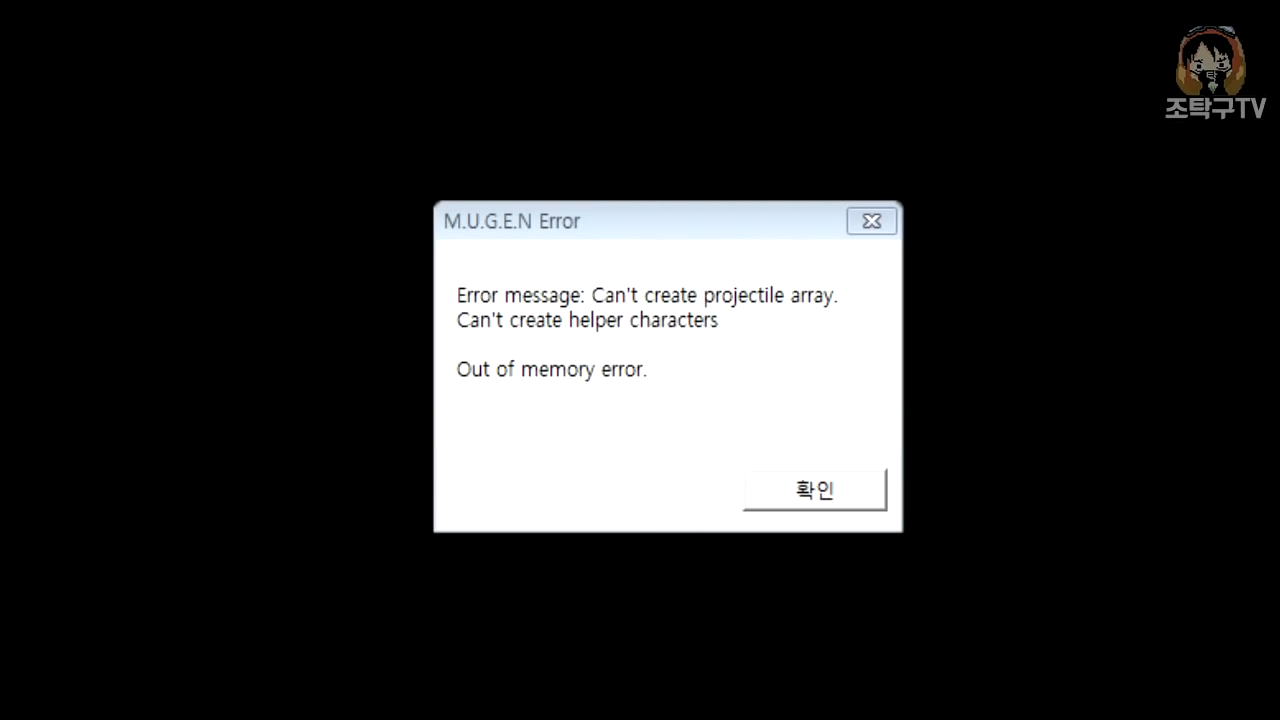 조탁구TV
M.U.G.E.N Error
Error message: Can't create projectile array.
Can't create helper characters
Out of memory error.
확인